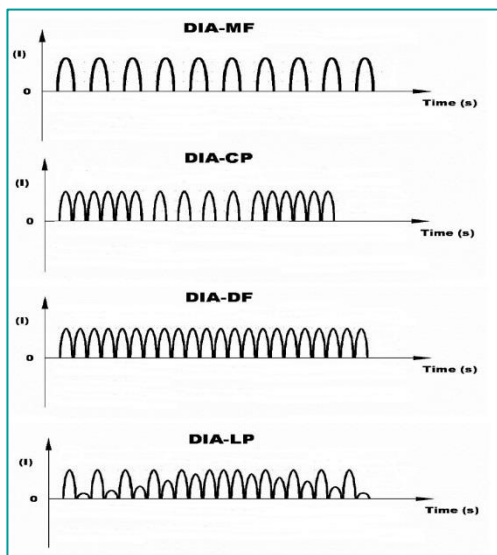 DIA-MF
(I)
0
Time (s)
DIA-CP
(I)
0
Time (s)
DIA-DF
(I)
0
Time (s)
DIA-LP
(I)
0
Time (s)